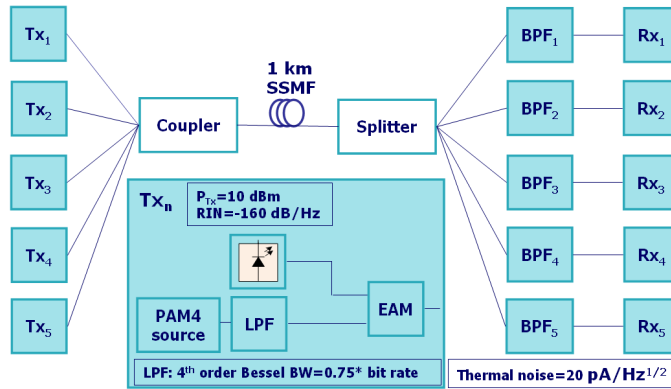 Tx1
Tx2
Tx3
Tx4
Tx5
Coupler
1 km
SSMF
Splitter
BPF1
Rx1
BPF2
Rx2
BPF3
Rx3
BPF4
Rx4
BPF5
Rx5
Txn
PTx=10 dBm
RIN=-160 dB/Hz
PAM4
source
LPF
EAM
LPF: 4th order Bessel BW=0.75* bit rate
Thermal noise=20 pA/Hz1/2